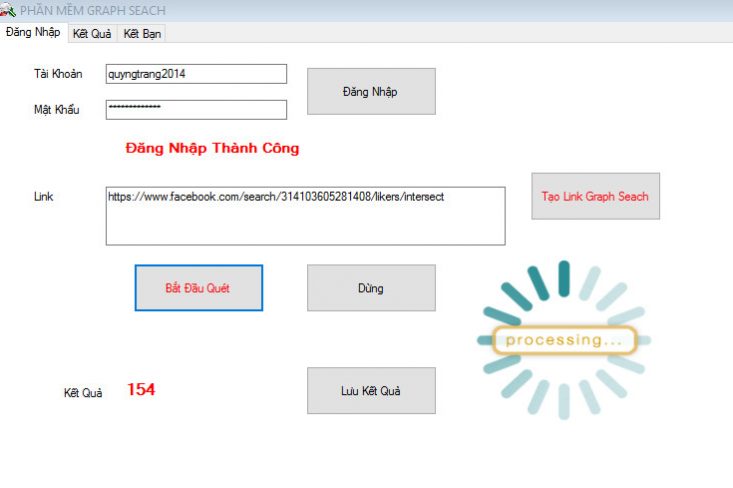 PHẦN MỀM GRAPH SEACH
Đăng Nhập Kết Quả Kết Bạn
Tài Khoản quyngtrang2014 Đăng Nhập
Mật Khẩu *************
Đăng Nhập Thành Công
Link https://www.facebook.com/search/314103605281408/likers/intersect Tạo Link Graph Seach
Bắt Đầu Quét Dừng
processing...
Kết Quả 154 Lưu Kết Quả